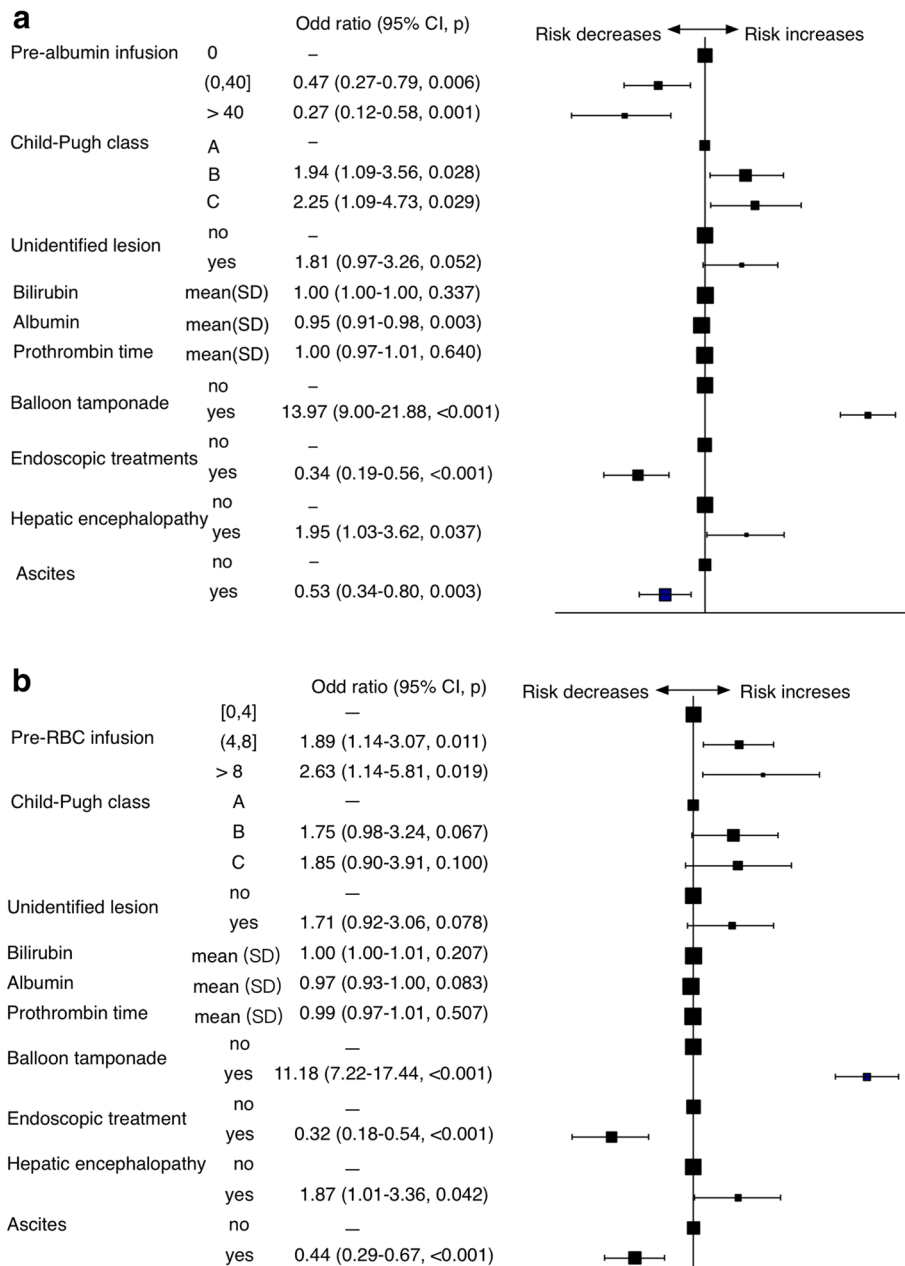 a
Odd ratio (95% CI, p)
Risk decreases Risk increases
Pre-albumin infusion 0 –
(0,40] 0.47 (0.27-0.79, 0.006)
> 40 0.27 (0.12-0.58, 0.001)
Child-Pugh class A –
B 1.94 (1.09-3.56, 0.028)
C 2.25 (1.09-4.73, 0.029)
no –
Unidentified lesion
yes 1.81 (0.97-3.26, 0.052)
Bilirubin mean(SD) 1.00 (1.00-1.00, 0.337)
Albumin mean(SD) 0.95 (0.91-0.98, 0.003)
Prothrombin time mean(SD) 1.00 (0.97-1.01, 0.640)
no –
Balloon tamponade
yes 13.97 (9.00-21.88, <0.001)
no –
Endoscopic treatments
yes 0.34 (0.19-0.56, <0.001)
no –
Hepatic encephalopathy
yes 1.95 (1.03-3.62, 0.037)
no –
Ascites
yes 0.53 (0.34-0.80, 0.003)
b
Odd ratio (95% CI, p)
Risk decreases Risk increses
[0,4] —
Pre-RBC infusion (4,8] 1.89 (1.14-3.07, 0.011)
> 8 2.63 (1.14-5.81, 0.019)
Child-Pugh class A —
B 1.75 (0.98-3.24, 0.067)
C 1.85 (0.90-3.91, 0.100)
no —
Unidentified lesion
yes 1.71 (0.92-3.06, 0.078)
Bilirubin mean (SD) 1.00 (1.00-1.01, 0.207)
Albumin mean (SD) 0.97 (0.93-1.00, 0.083)
Prothrombin time mean (SD) 0.99 (0.97-1.01, 0.507)
no —
Balloon tamponade
yes 11.18 (7.22-17.44, <0.001)
no —
Endoscopic treatment
yes 0.32 (0.18-0.54, <0.001)
Hepatic encephalopathy no —
yes 1.87 (1.01-3.36, 0.042)
Ascites no —
yes 0.44 (0.29-0.67, <0.001)